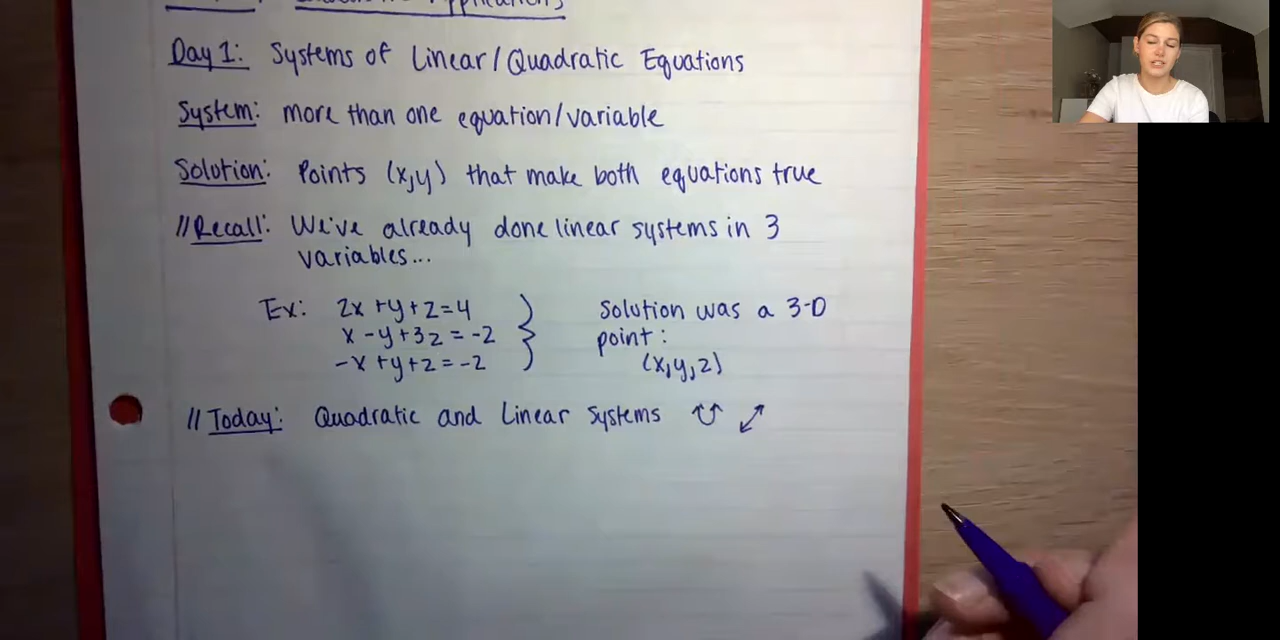 Applications
Day 1: Systems of Linear/Quadratic Equations
System: more than one equation/variable
Solution: Points (x,y) that make both equations true
//Recall: We've already done linear systems in 3
variables...
Ex: 2x+y+z=4
x-y+3z=-2
-x+y+z=-2
Solution was a 3-D
point:
(x,y,z)
//Today: Quadratic and Linear Systems